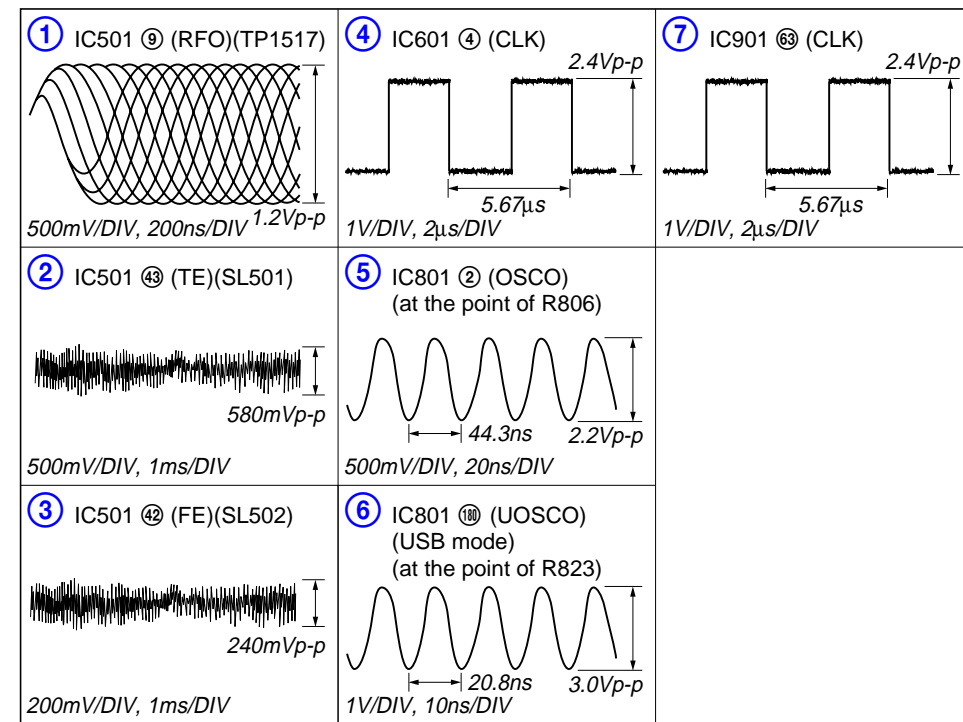 ① IC501 ⑨ (RFO)(TP1517)
1.2Vp-p
500mV/DIV, 200ns/DIV
② IC501 ㊸ (TE)(SL501)
580mVp-p
500mV/DIV, 1ms/DIV
③ IC501 ㊷ (FE)(SL502)
240mVp-p
200mV/DIV, 1ms/DIV
④ IC601 ④ (CLK)
2.4Vp-p
5.67µs
1V/DIV, 2µs/DIV
⑤ IC801 ② (OSCO)
(at the point of R806)
44.3ns
2.2Vp-p
500mV/DIV, 20ns/DIV
⑥ IC801 (180) (UOSCO)
(USB mode)
(at the point of R823)
20.8ns
3.0Vp-p
1V/DIV, 10ns/DIV
⑦ IC901 (63) (CLK)
2.4Vp-p
5.67µs
1V/DIV, 2µs/DIV